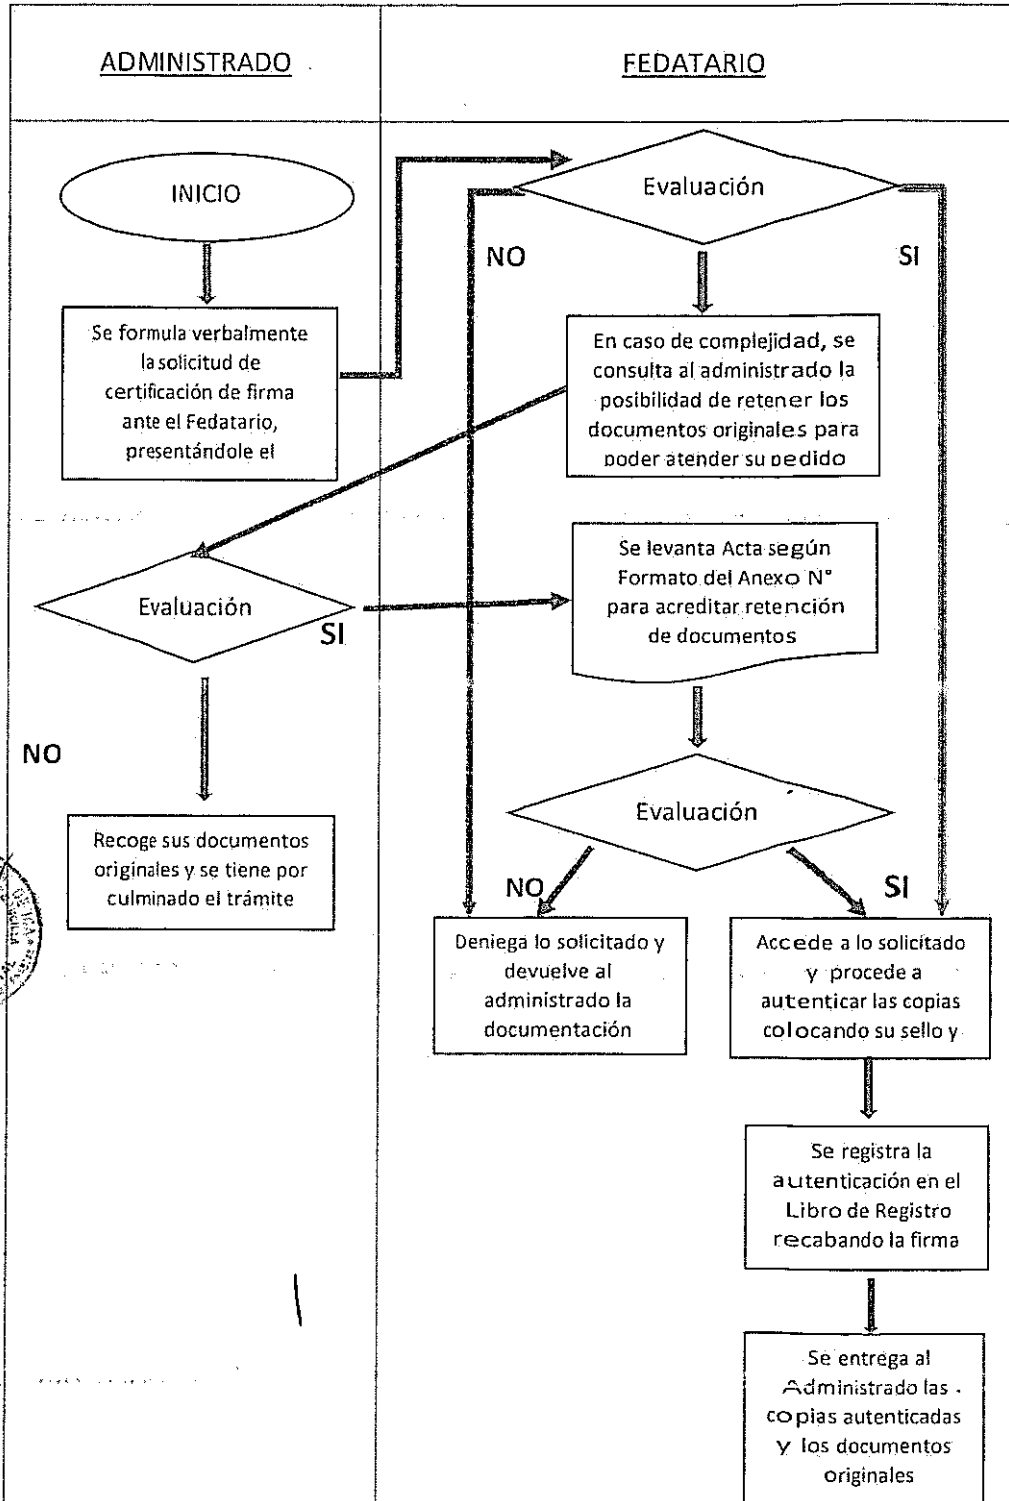 ADMINISTRADO
FEDATARIO
INICIO
Evaluación
NO
SI
Se formula verbalmente
la solicitud de
certificación de firma
ante el Fedatario,
presentándole el
En caso de complejidad, se
consulta al administrado la
posibilidad de retener los
documentos originales para
poder atender su pedido
Evaluación
SI
NO
Se levanta Acta según
Formato del Anexo N°
para acreditar retención
de documentos
Recoge sus documentos
originales y se tiene por
culminado el trámite
Evaluación
NO
SI
Deniega lo solicitado y
devuelve al
administrado la
documentación
Accede a lo solicitado
y procede a
autenticar las copias
colocando su sello y
Se registra la
autenticación en el
Libro de Registro
recabando la firma
Se entrega al
Administrado las
copias autenticadas
y los documentos
originales